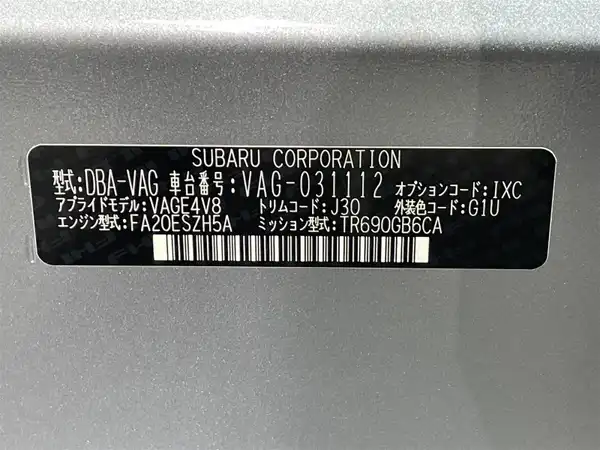 SUBARU CORPORATION
型式:DBA-VAG 車台番号:VAG-031112 オプションコード:IXC
アプライドモデル:VAGE4V8 トリムコード:J30 外装色コード:G1U
エンジン型式:FA20ESZH5A ミッション型式:TR690GB6CA